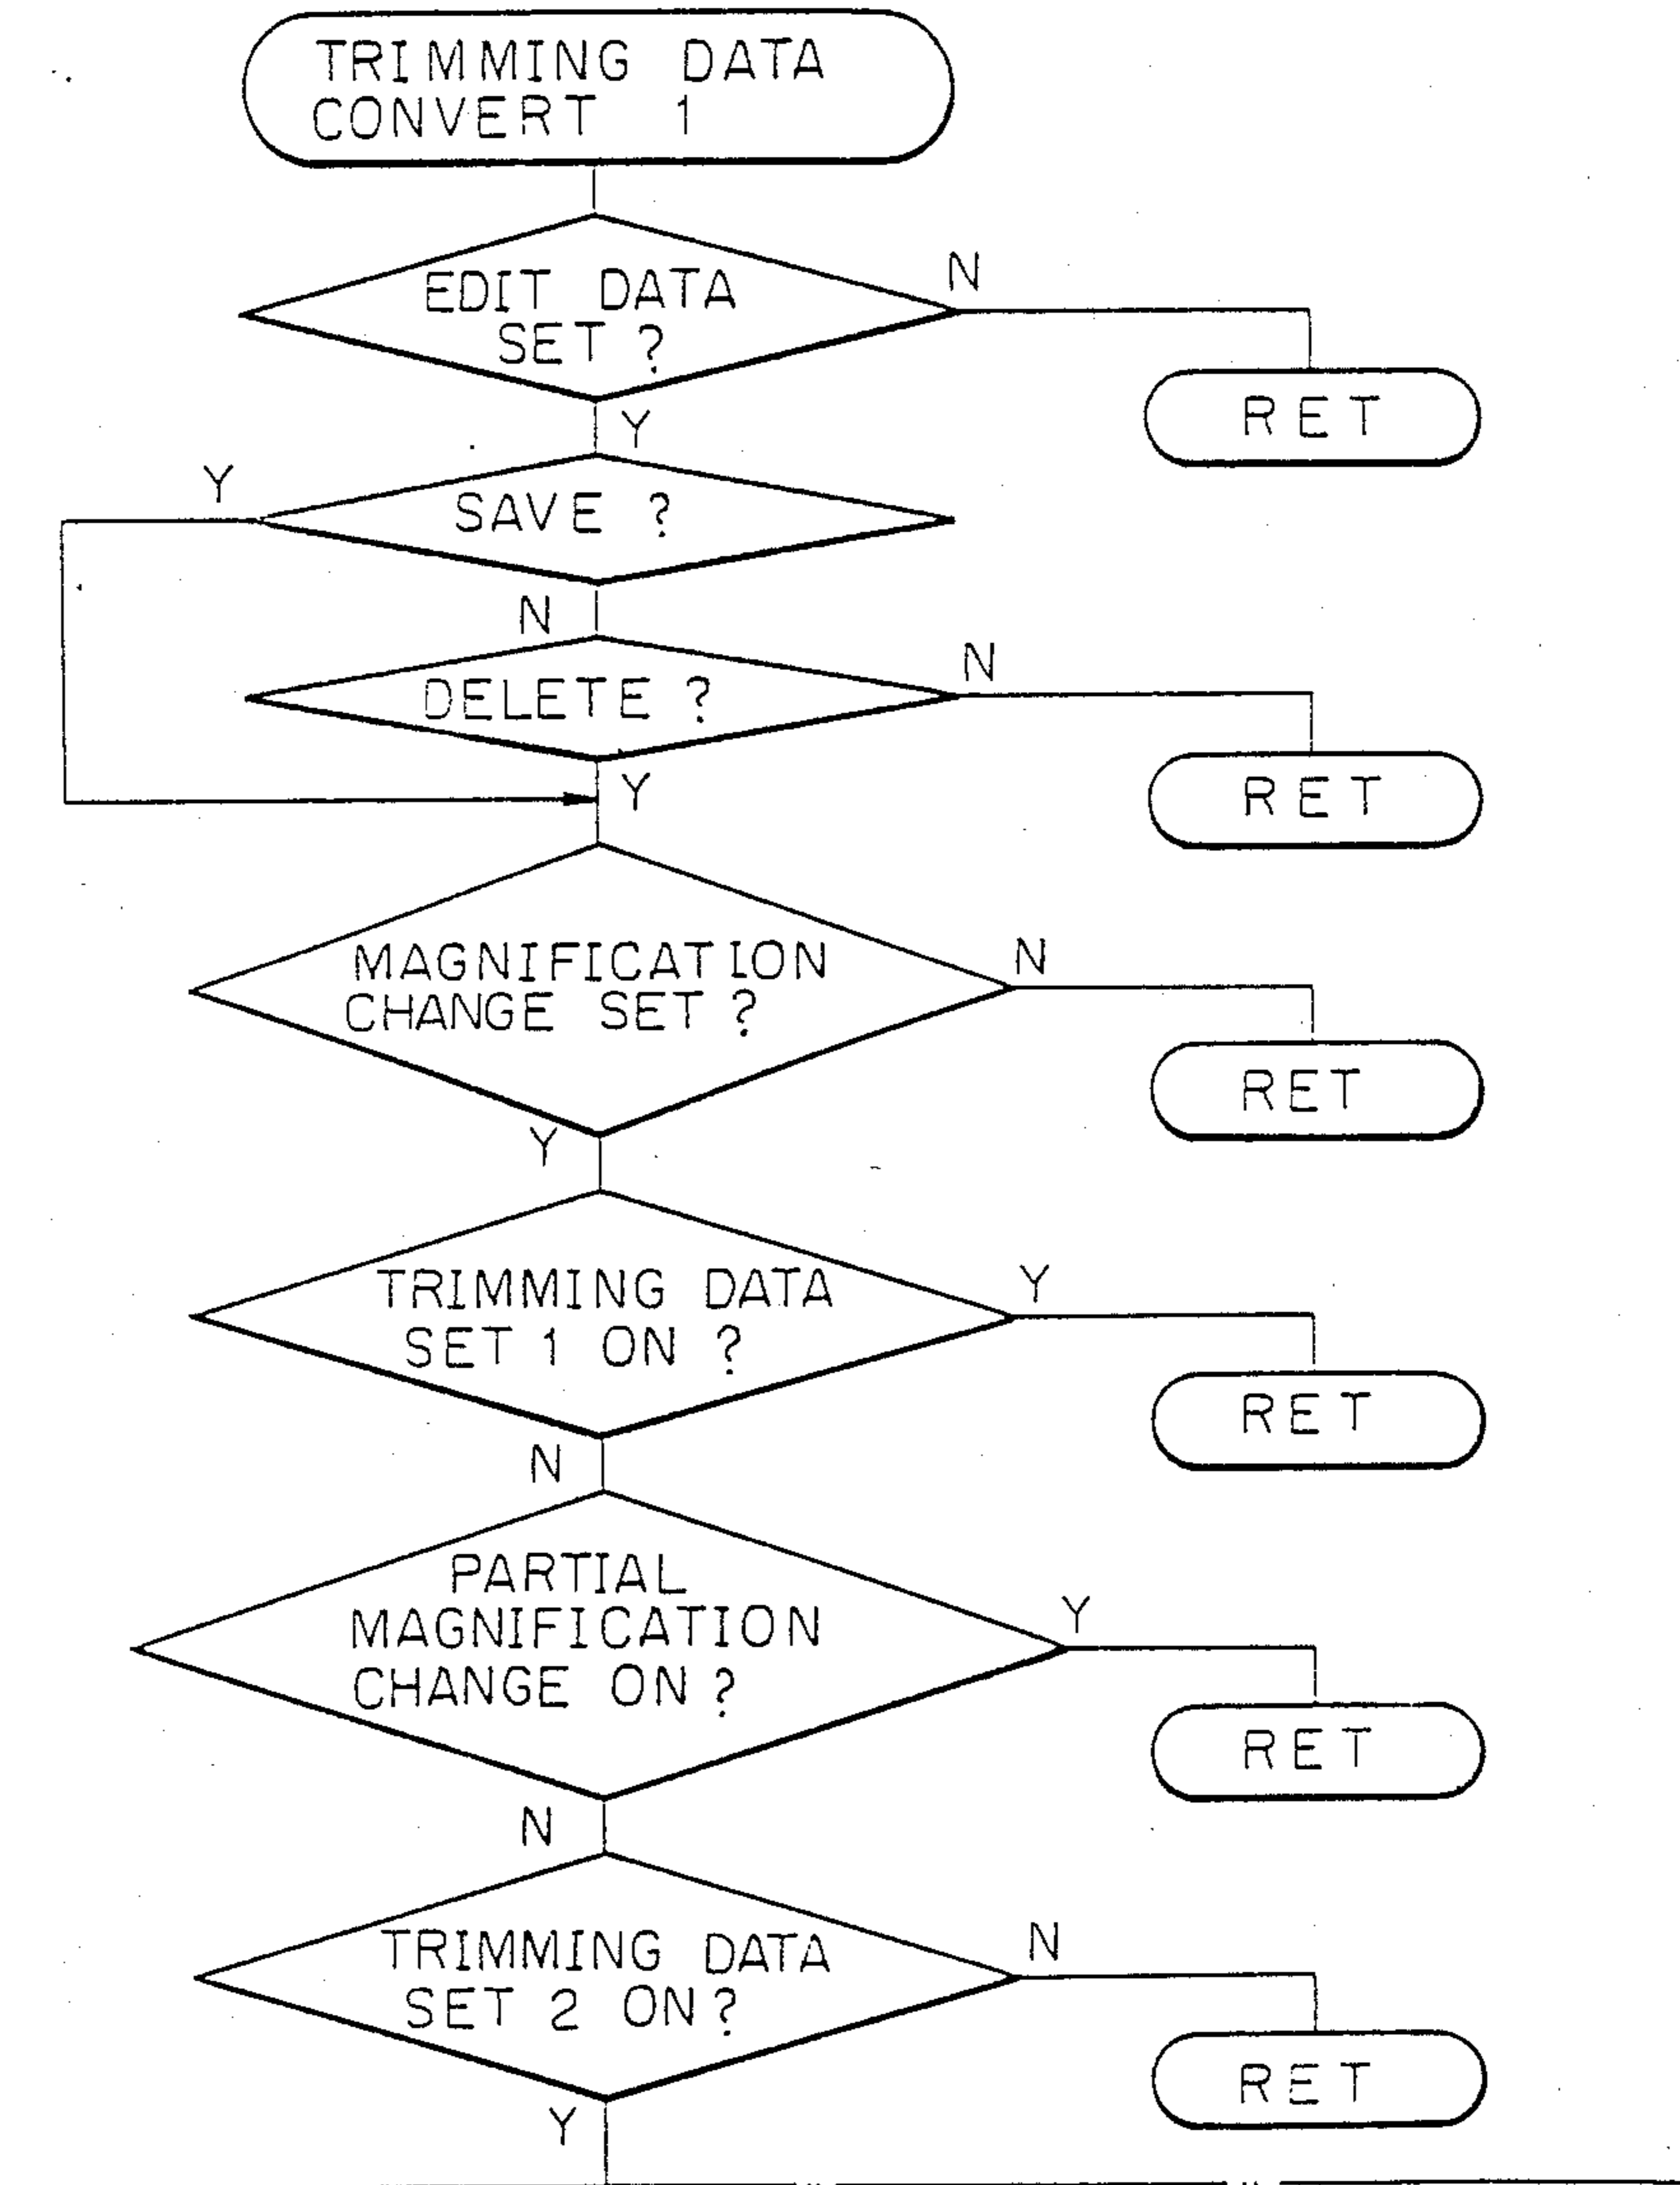 TRIMMING DATA
CONVERT 1
EDIT DATA
SET ?
N
RET
Y
Y
SAVE ?
N
DELETE ?
N
RET
Y
MAGNIFICATION
CHANGE SET ?
N
RET
Y
TRIMMING DATA
SET 1 ON ?
Y
RET
N
PARTIAL
MAGNIFICATION
CHANGE ON ?
Y
RET
N
TRIMMING DATA
SET 2 ON ?
N
RET
Y